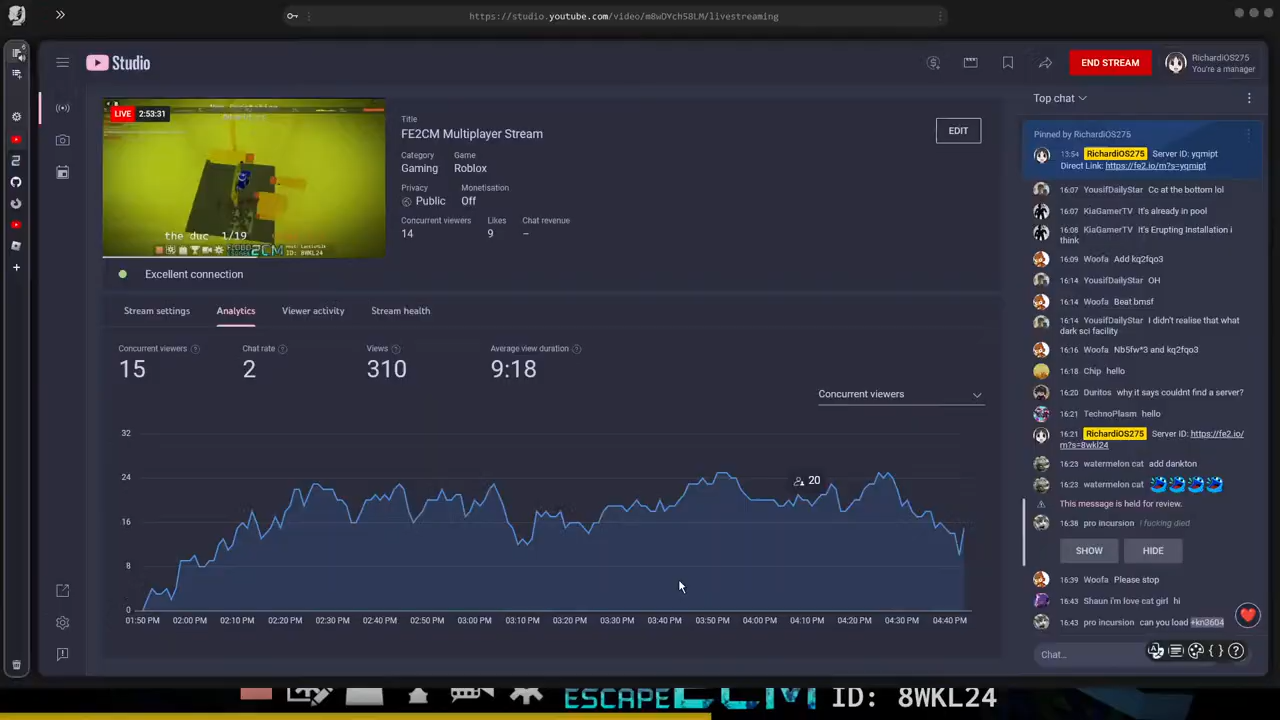 https://studio.youtube.com/video/m8wDYchS8LM/livestreaming
Studio
END STREAM
RichardiOS275
You're a manager
LIVE 2:53:31
the duc 1/19
ID: 8WKL24
Title
FE2CM Multiplayer Stream
Category
Game
Gaming
Roblox
Privacy
Monetisation
Public
Off
Concurrent viewers
Likes
Chat revenue
14
9
–
EDIT
Excellent connection
Stream settings
Analytics
Viewer activity
Stream health
Concurrent viewers
Chat rate
Views
Average view duration
15
2
310
9:18
Concurrent viewers
32
24
16
8
0
20
01:50 PM
02:00 PM
02:10 PM
02:20 PM
02:30 PM
02:40 PM
02:50 PM
03:00 PM
03:10 PM
03:20 PM
03:30 PM
03:40 PM
03:50 PM
04:00 PM
04:10 PM
04:20 PM
04:30 PM
04:40 PM
Top chat
Pinned by RichardiOS275
13:54 RichardiOS275 Server ID: yqmipt
Direct Link: https://fe2.io/m?s=yqmipt
16:07 YousifDailyStar Cc at the bottom lol
16:07 KiaGamerTV It's already in pool
16:08 KiaGamerTV It's Erupting Installation i
think
16:09 Woofa Add kq2fqo3
16:14 YousifDailyStar OH
16:14 Woofa Beat bmsf
16:14 YousifDailyStar I didn't realise that what
dark sci facility
16:16 Woofa Nb5fw*3 and kq2fqo3
16:18 Chip hello
16:20 Duritos why it says couldnt find a server?
16:21 TechnoPlasm hello
16:21 RichardiOS275 Server ID: https://fe2.io/
m?s=8wkl24
16:23 watermelon cat add dankton
16:23 watermelon cat
This message is held for review.
16:38 pro incursion I fucking died
SHOW
HIDE
16:39 Woofa Please stop
16:43 Shaun i'm love cat girl hi
16:43 pro incursion can you load +kn3604
Chat...
ESCAPE 2CM ID: 8WKL24